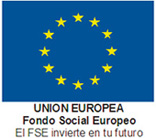 UNION EUROPEA
Fondo Social Europeo
El FSE invierte en tu futuro